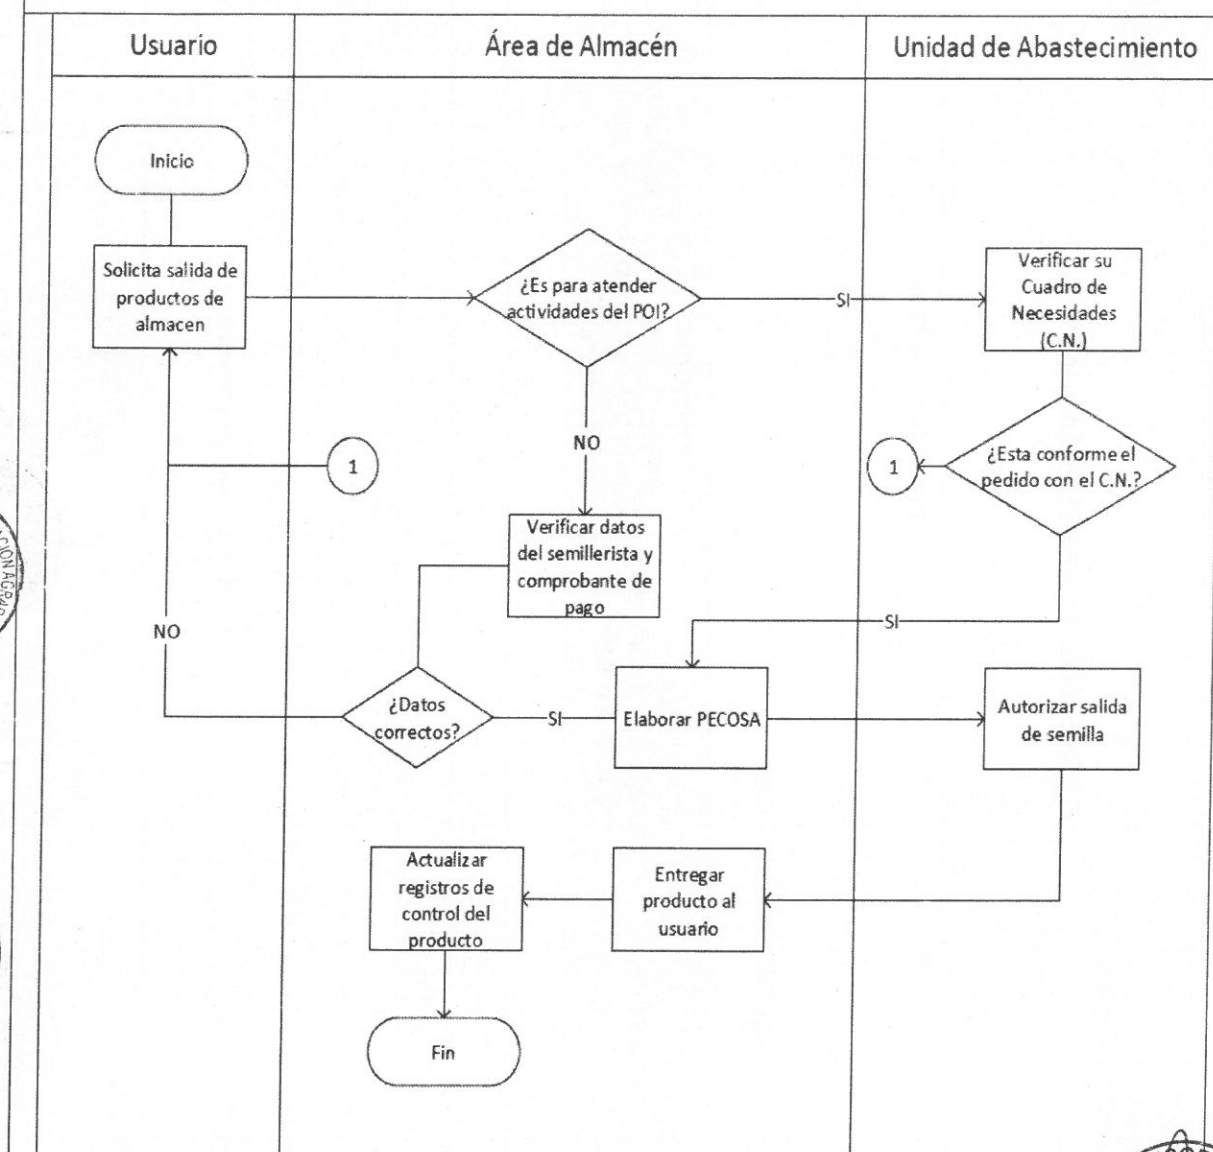 Usuario
Área de Almacén
Unidad de Abastecimiento
Inicio
Solicita salida de
productos de
almacen
¿Es para atender
actividades del POI?
SI
Verificar su
Cuadro de
Necesidades
(C.N.)
NO
1
1
¿Esta conforme el
pedido con el C.N.?
Verificar datos
del semillerista y
comprobante de
pago
SI
NO
¿Datos
correctos?
SI
Elaborar PECOSA
Autorizar salida
de semilla
Actualizar
registros de
control del
producto
Entregar
producto al
usuario
Fin